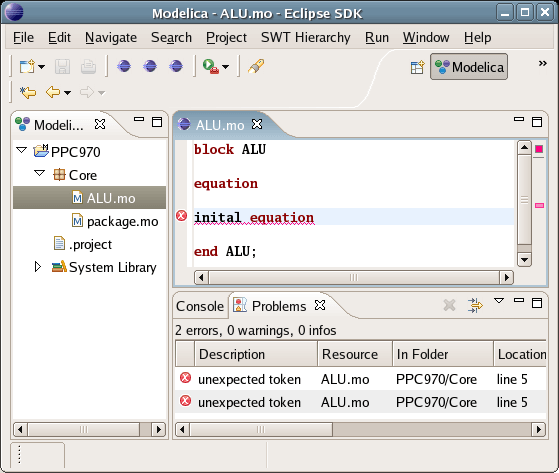 Modelica - ALU.mo - Eclipse SDK
File Edit Navigate Search Project SWT Hierarchy Run Window Help
Modelica
Modeli...
PPC970
Core
ALU.mo
package.mo
.project
System Library
ALU.mo
block ALU
equation
inital equation
end ALU;
Console Problems
2 errors, 0 warnings, 0 infos
Description Resource In Folder Location
unexpected token ALU.mo PPC970/Core line 5
unexpected token ALU.mo PPC970/Core line 5